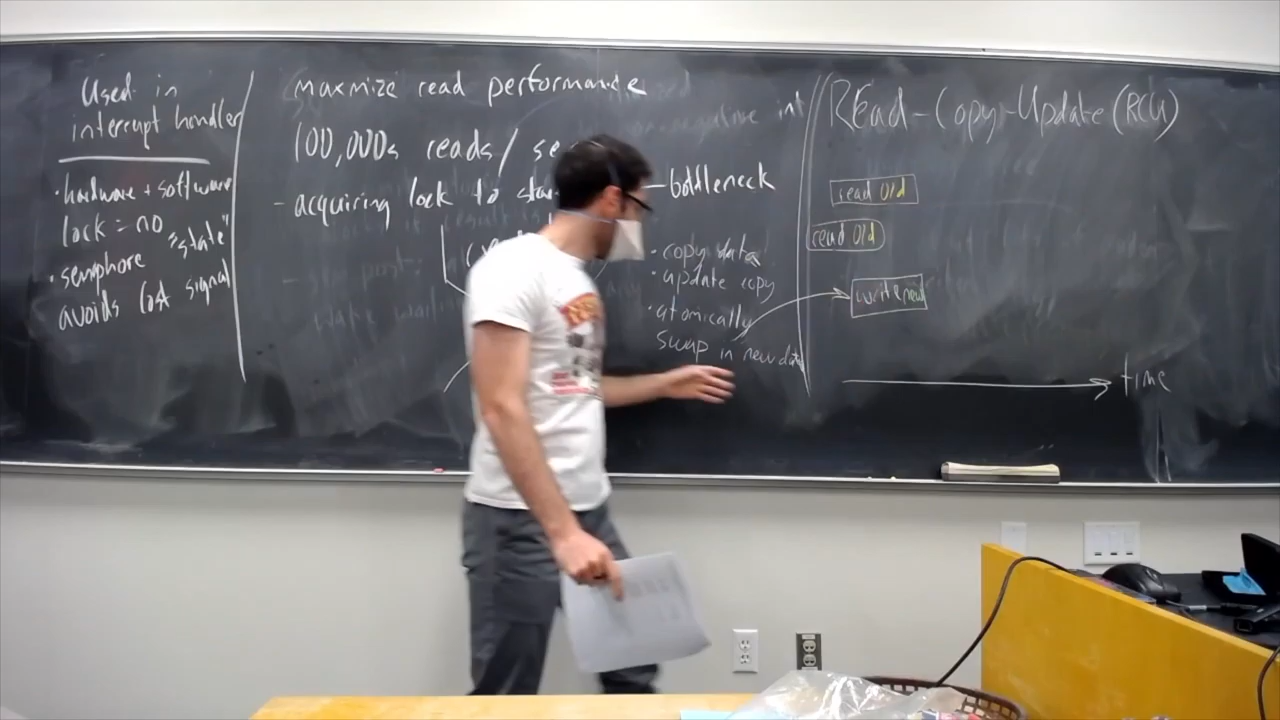 Used in
interrupt handler
• hardware + software
lock = no "state"
• semphore
avoids lost signal
maxmize read performance
100,000s reads/se
- acquiring lock to sta
- bottleneck
• copy data
• update copy
• atomically
swap in new data
REad-Copy-Update (RCU)
read old
read old
write new
time